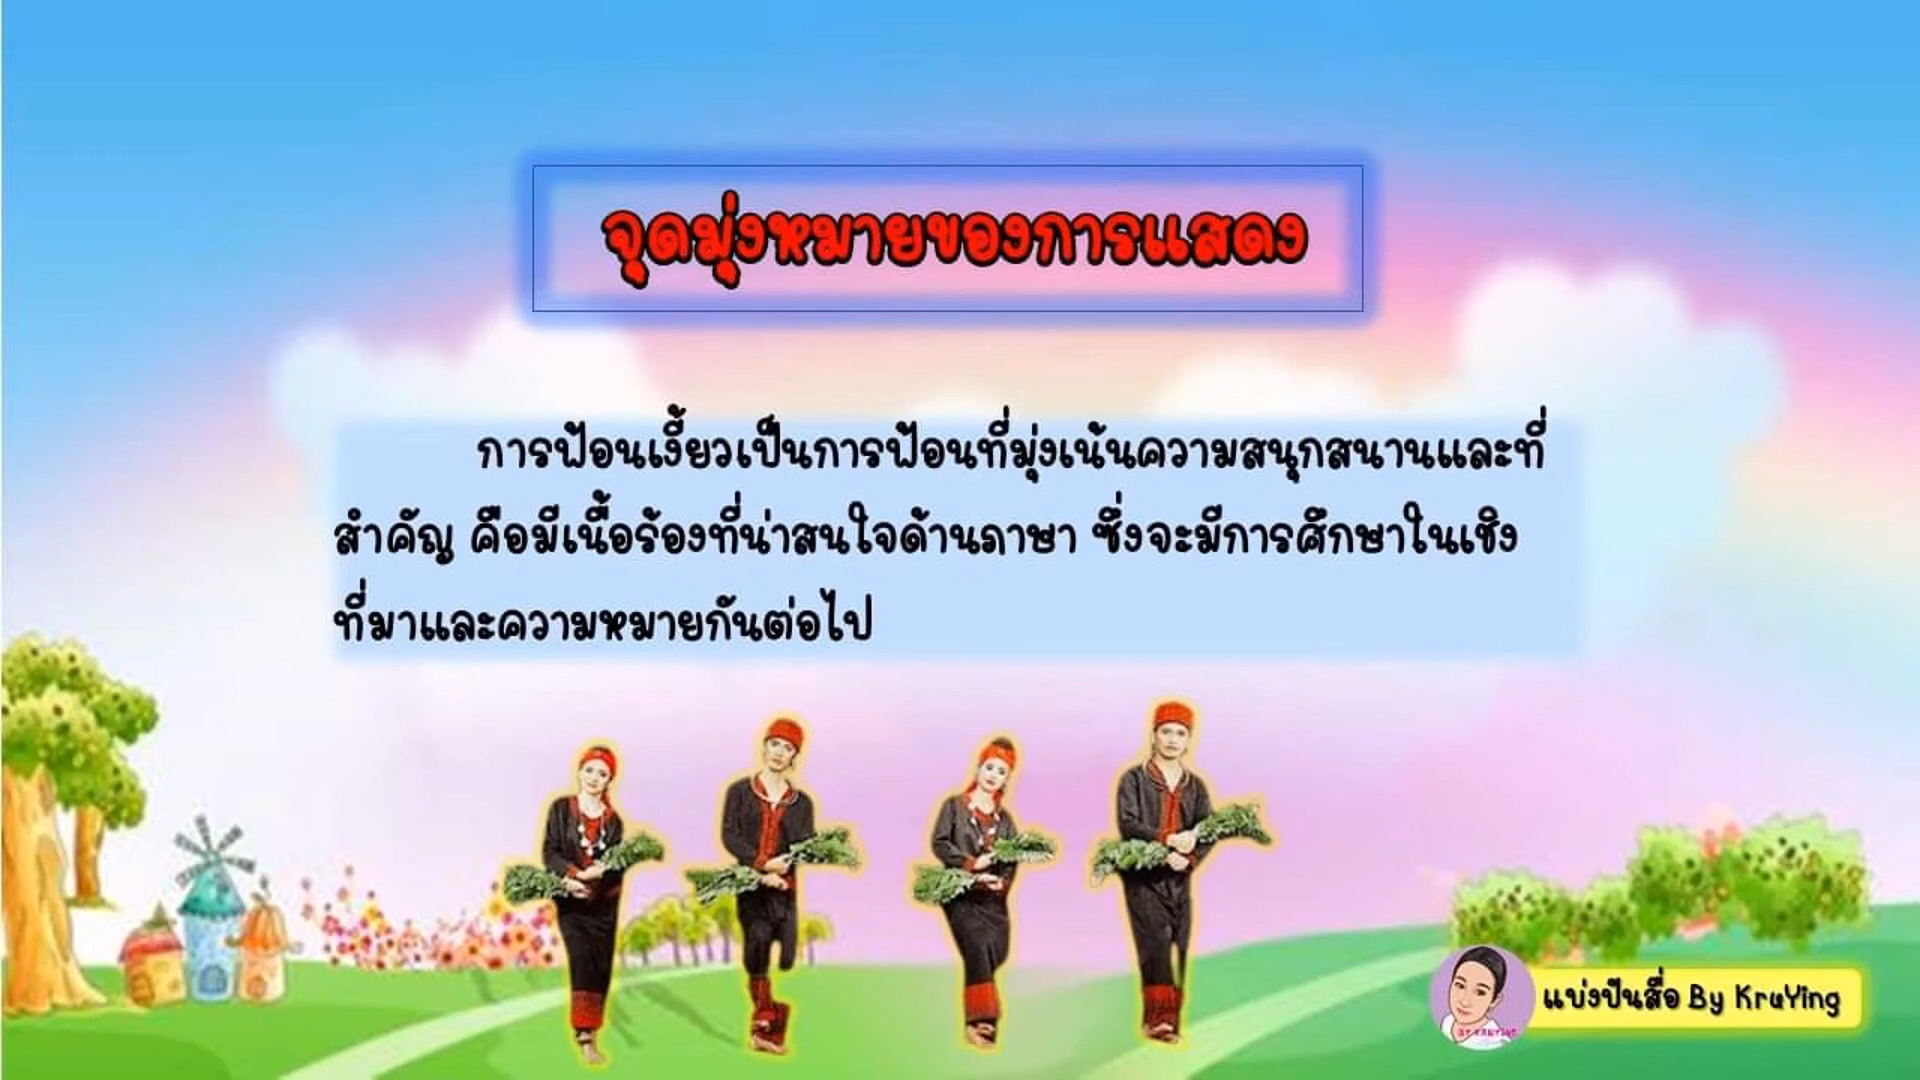 จุดมุ่งหมายของการแสดง
การฟ้อนเงี้ยวเป็นการฟ้อนที่มุ่งเน้นความสนุกสนานและที่
สำคัญ คือมีเนื้อร้องที่น่าสนใจด้านภาษา ซึ่งจะมีการศึกษาในเชิง
ที่มาและความหมายกันต่อไป
แบ่งปันสื่อ By KruYing